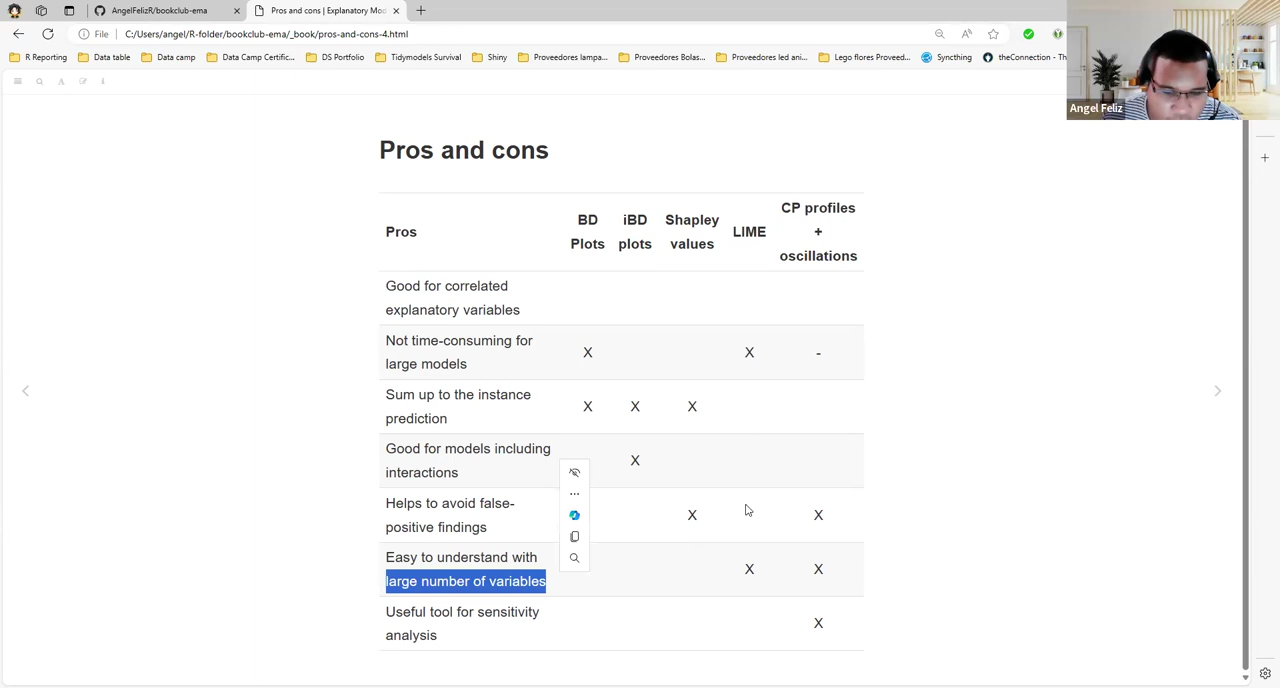 AngelFelizR/bookclub-ema
Pros and cons | Explanatory Mo
File
C:/Users/angel/R-folder/bookclub-ema/_book/pros-and-cons-4.html
R Reporting
Data table
Data camp
Data Camp Certific...
DS Portfolio
Tidymodels Survival
Shiny
Proveedores lampa...
Proveedores Bolas...
Proveedores led ani...
Lego flores Proveed...
Syncthing
theConnection - Th
Angel Feliz
Pros and cons
Pros
BD Plots
iBD plots
Shapley values
LIME
CP profiles + oscillations
Good for correlated
explanatory variables
Not time-consuming for
large models
X X -
Sum up to the instance
prediction
X X X
Good for models including
interactions
X
Helps to avoid false-
positive findings
X X
Easy to understand with
large number of variables
X X
Useful tool for sensitivity
analysis
X